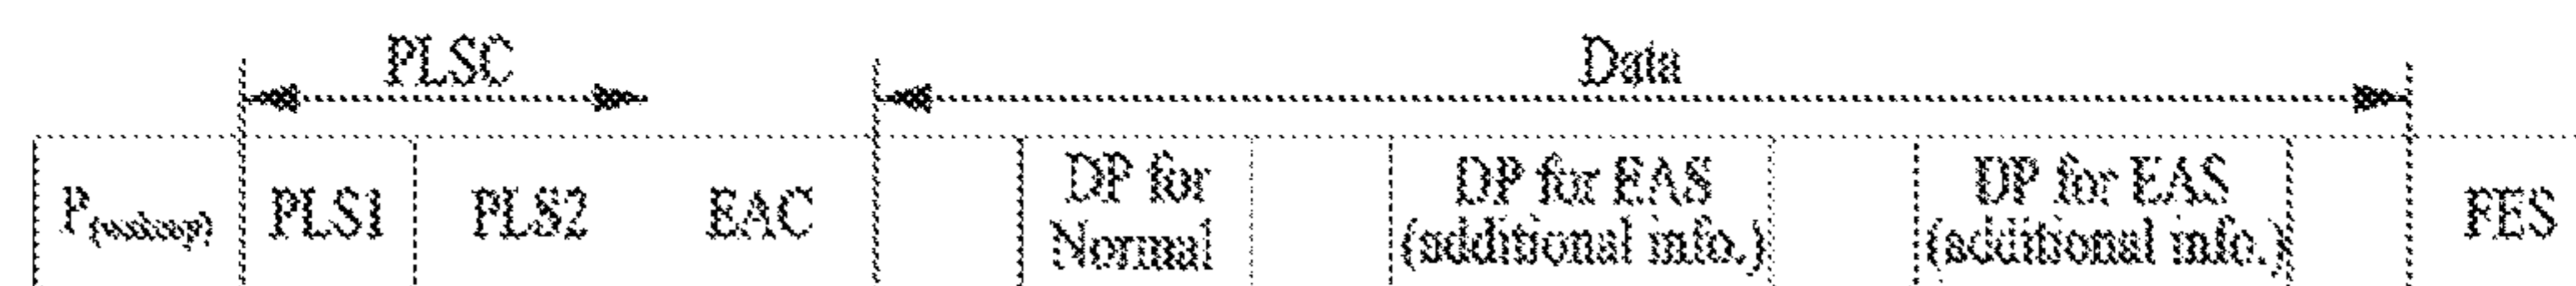 PLSC
Data
P(wakeup)
PLS1
PLS2
EAC
DP for
Normal
DP for EAS
(additional info.)
DP for EAS
(additional info.)
FES